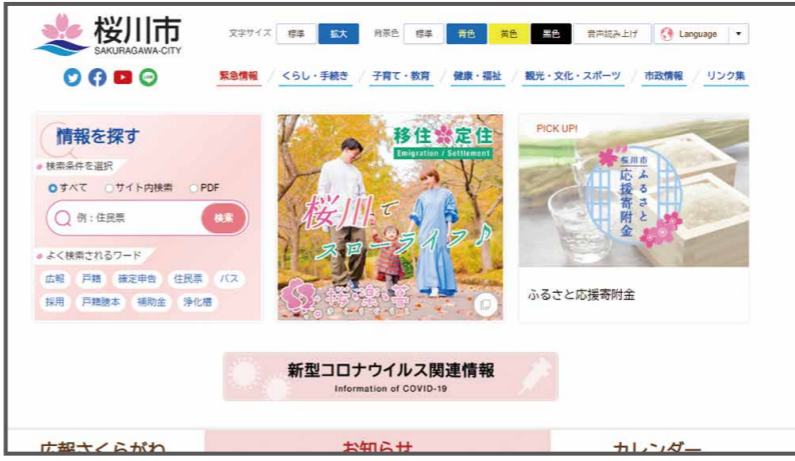 桜川市
SAKURAGAWA-CITY
文字サイズ 標準 拡大 背景色 標準 青色 黄色 黒色 音声読み上げ Language
緊急情報 / くらし・手続き / 子育て・教育 / 健康・福祉 / 観光・文化・スポーツ / 市政情報 / リンク集
情報を探す
検索条件を選択
すべて サイト内検索 PDF
例：住民票 検索
よく検索されるワード
広報 戸籍 確定申告 住民票 バス
採用 戸籍謄本 補助金 浄化槽
移住定住
Emigration / Settlement
桜川で
スローライフ♪
PICK UP!
桜川市
ふるさと
応援寄附金
ふるさと応援寄附金
新型コロナウイルス関連情報
Information of COVID-19
広報さくらがわ お知らせ カレンダー